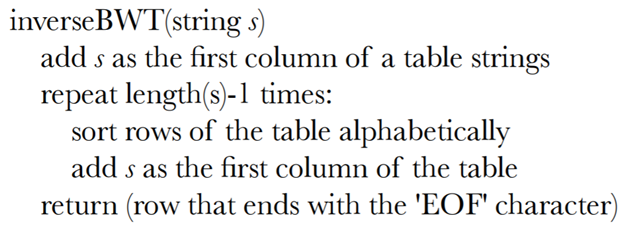 inverseBWT(string s)
add s as the first column of a table strings
repeat length(s)-1 times:
sort rows of the table alphabetically
add s as the first column of the table
return (row that ends with the 'EOF' character)